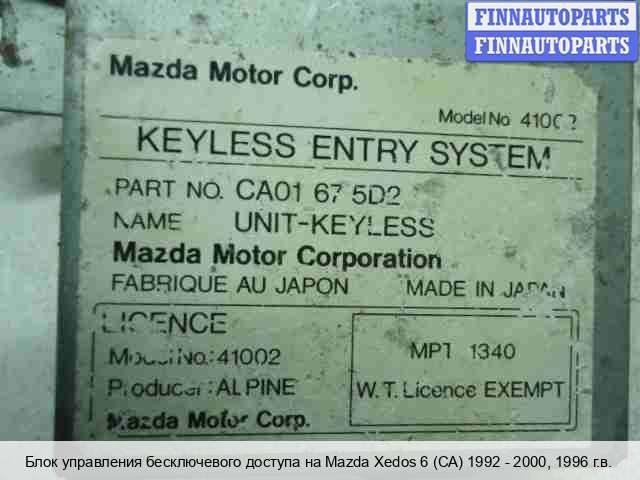 FINNAUTOPARTS
FINNAUTOPARTS
Mazda Motor Corp.
Model No 41002
KEYLESS ENTRY SYSTEM
PART NO. CA01 67 5D2
NAME UNIT-KEYLESS
Mazda Motor Corporation
FABRIQUE AU JAPON MADE IN JAPAN
LICENCE
Model No.: 41002
Producer: ALPINE
Mazda Motor Corp.
MPT 1340
W.T. Licence EXEMPT
Блок управления бесключевого доступа на Mazda Xedos 6 (CA) 1992 - 2000, 1996 г.в.